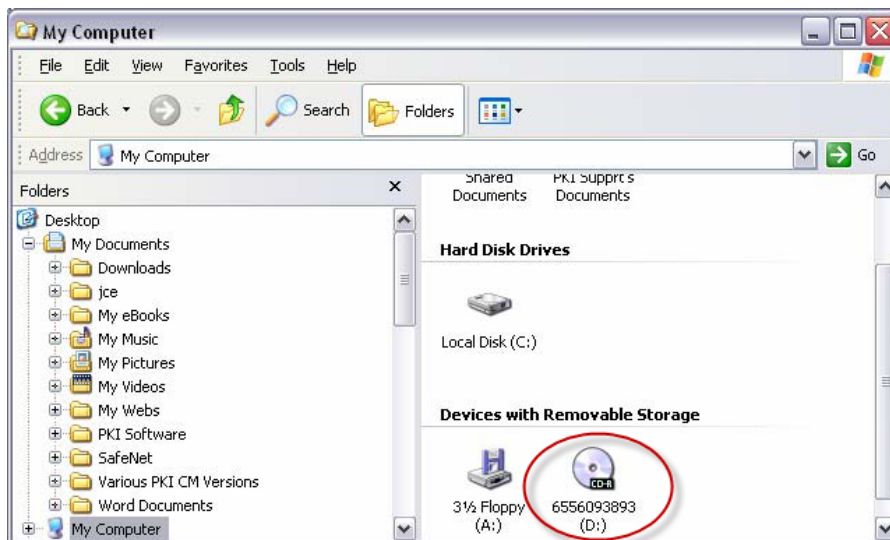 My Computer
File Edit View Favorites Tools Help
Back Search Folders
Address My Computer Go
Folders
Desktop
My Documents
Downloads
jce
My eBooks
My Music
My Pictures
My Videos
My Webs
PKI Software
SafeNet
Various PKI CM Versions
Word Documents
My Computer
Shared Documents
PKI Supprt's Documents
Hard Disk Drives
Local Disk (C:)
Devices with Removable Storage
3½ Floppy (A:)
CD-R
6556093893 (D:)